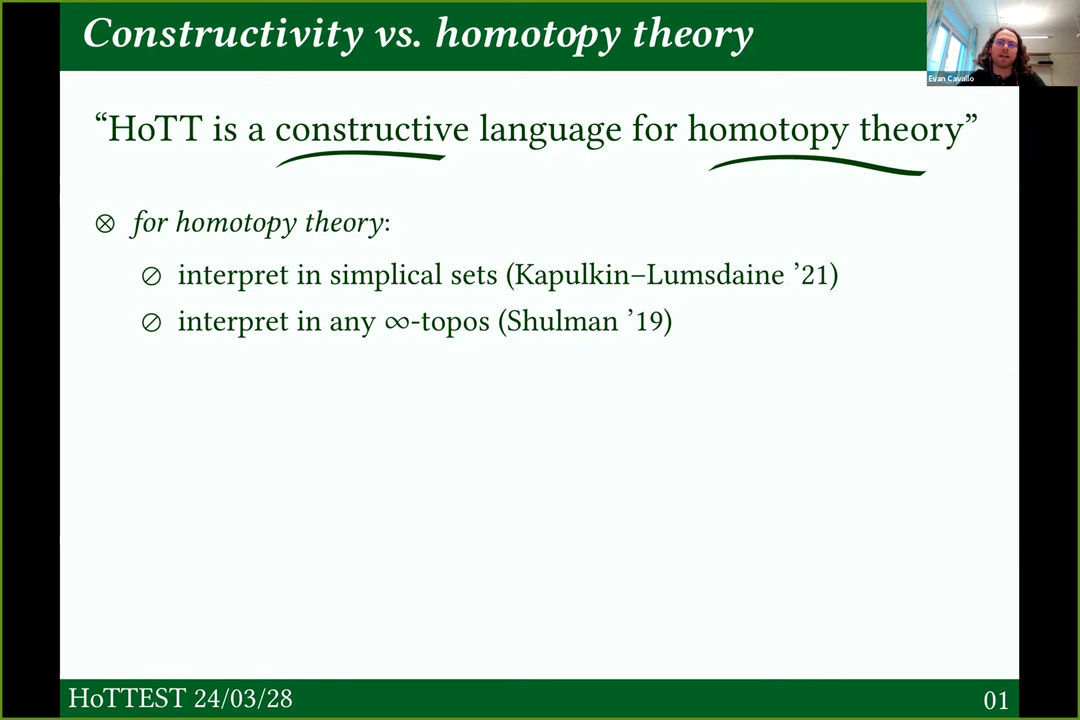 Constructivity vs. homotopy theory
Evan Cavallo
“HoTT is a constructive language for homotopy theory”
⊗ for homotopy theory:
⊘ interpret in simplical sets (Kapulkin–Lumsdaine ’21)
⊘ interpret in any ∞-topos (Shulman ’19)
HoTTEST 24/03/28
01